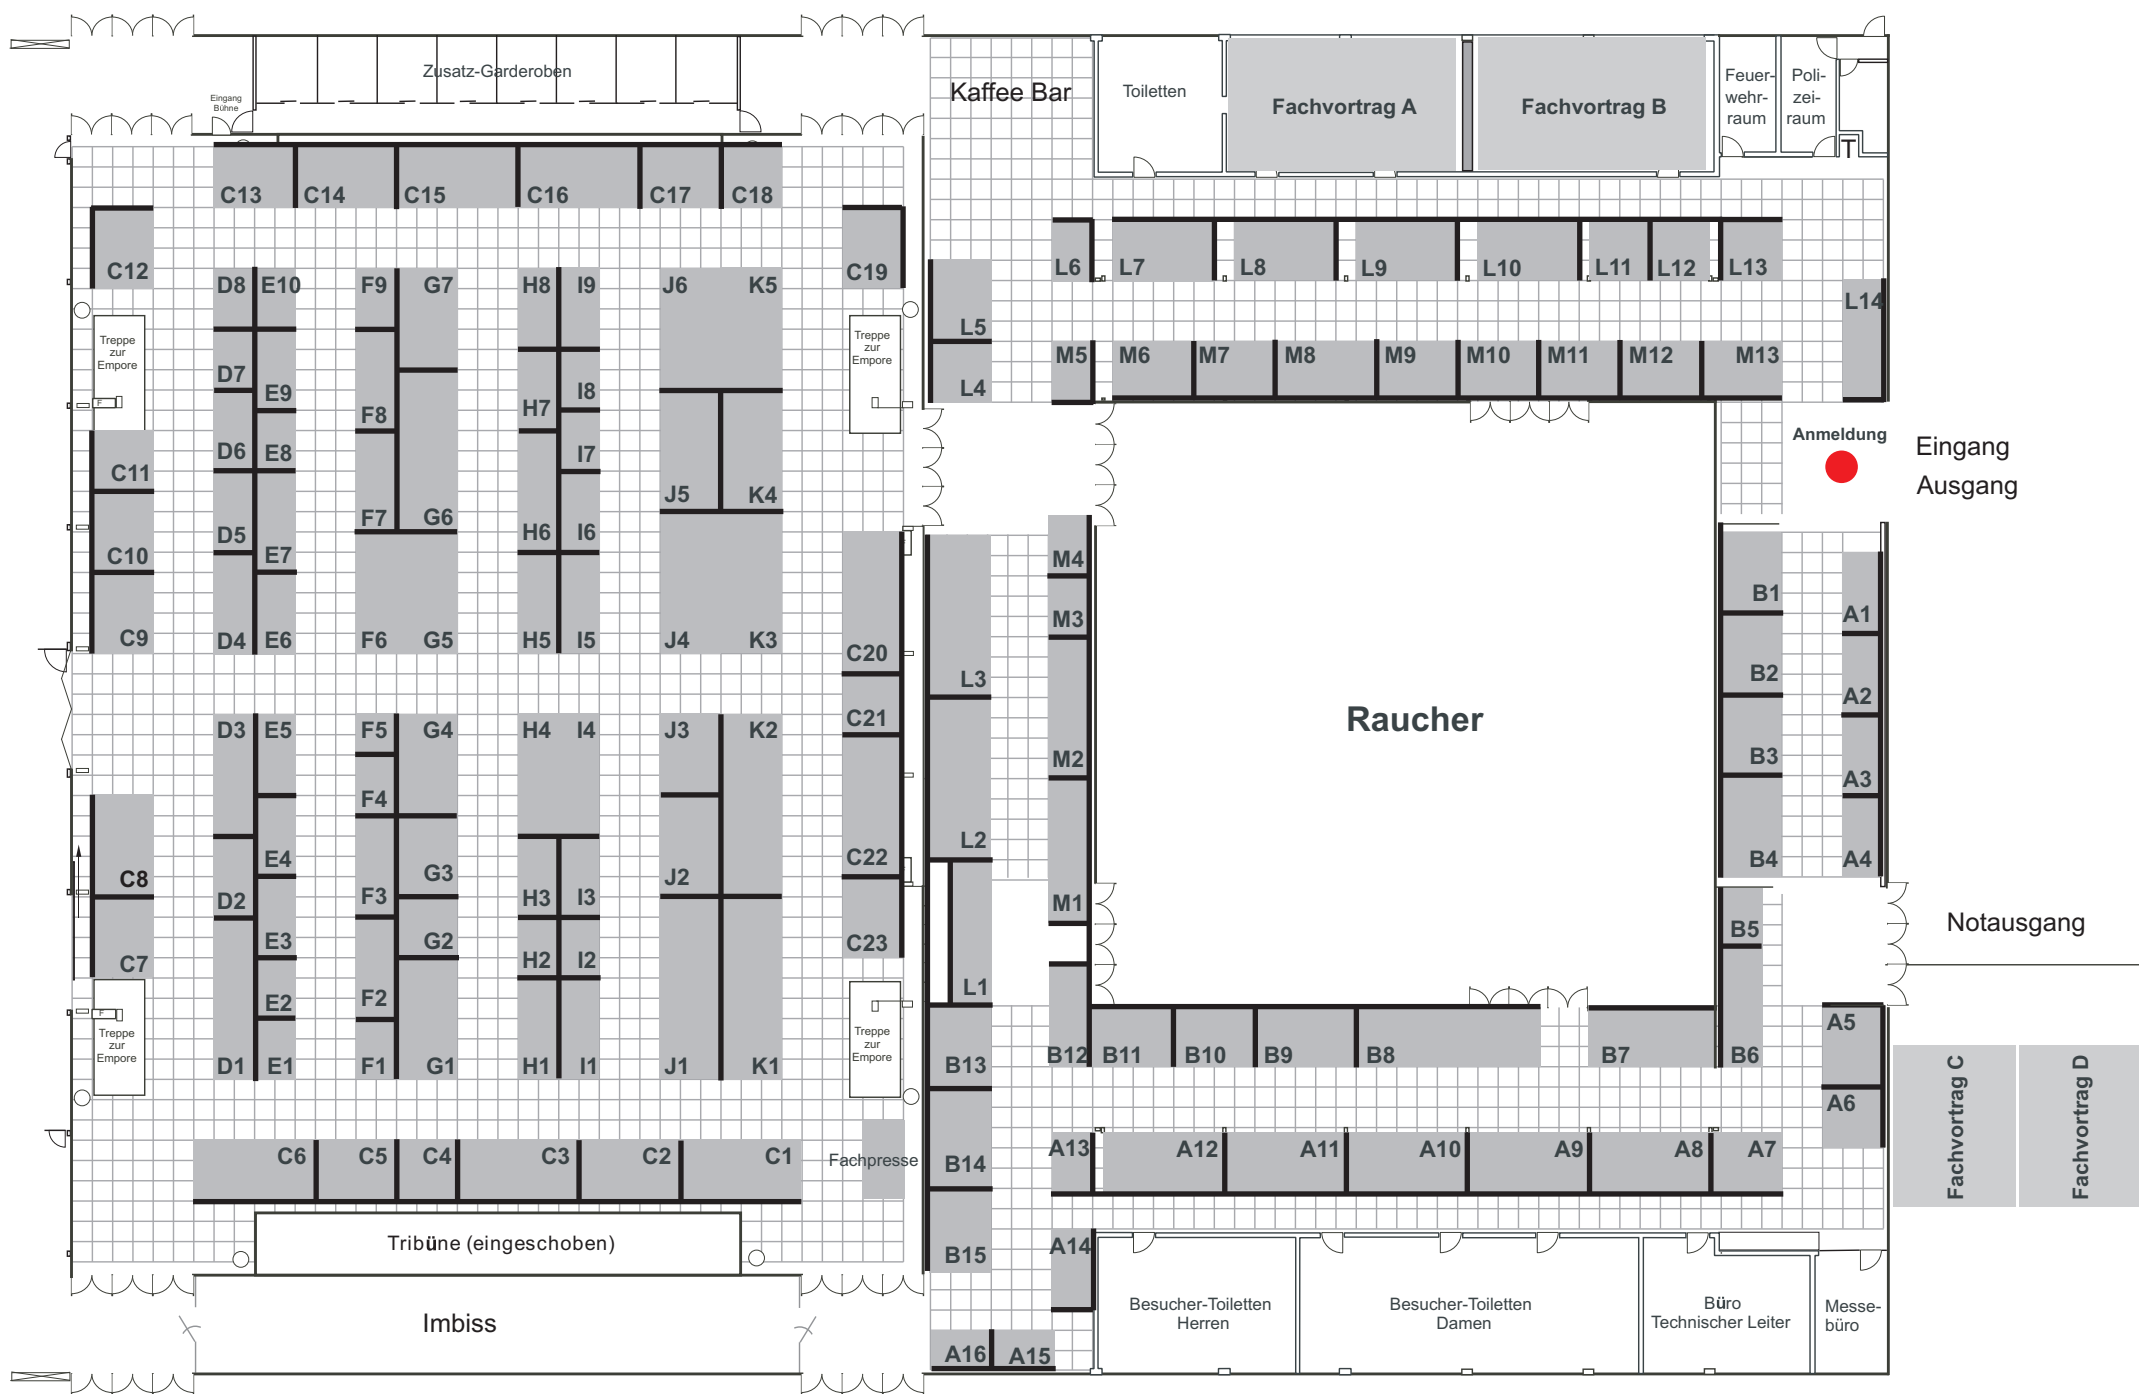 Zusatz-Garderoben
Eingang
Bühne
Kaffee Bar
Toiletten
Fachvortrag A
Fachvortrag B
Feuer-
wehr-
raum
Poli-
zei-
raum
T
C13 C14 C15 C16 C17 C18
C12
C19
D8 E10 F9 G7 H8 I9 J6 K5
Treppe
zur
Empore
F
D7 E9 F8 H7 I8
Treppe
zur
Empore
C11 D6 E8 I7
J5 K4
F7 G6
C10 D5 E7 H6 I6
C9 D4 E6 F6 G5 H5 I5 J4 K3
C20
C21
D3 E5 F5 G4 H4 I4 J3 K2
F4
C8 E4 G3 J2 C22
D2 F3 H3 I3
C7 E3 G2 H2 I2 C23
E2 F2
Treppe
zur
Empore
F
D1 E1 F1 G1 H1 I1 J1 K1
Treppe
zur
Empore
C6 C5 C4 C3 C2 C1
Fachpresse
Tribüne (eingeschoben)
Imbiss
L6 L7 L8 L9 L10 L11 L12 L13
L14
L5
L4
M5 M6 M7 M8 M9 M10 M11 M12 M13
Anmeldung
Eingang
Ausgang
M4
M3
L3
M2
L2
M1
L1
Raucher
B1
A1
B2
A2
B3
A3
B4
A4
B5
Notausgang
A5
A6
B13 B12 B11 B10 B9 B8 B7 B6
Fachvortrag C
Fachvortrag D
B14 A13 A12 A11 A10 A9 A8 A7
B15
A14
A16 A15
Besucher-Toiletten
Herren
Besucher-Toiletten
Damen
Büro
Technischer Leiter
Messe-
büro